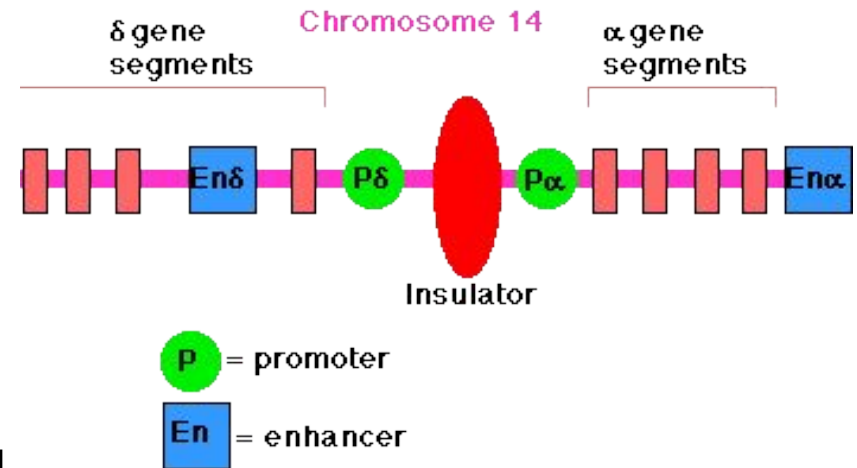 Chromosome 14
δ gene
segments
α gene
segments
Enδ
Pδ
Pα
Enα
Insulator
P = promoter
En = enhancer